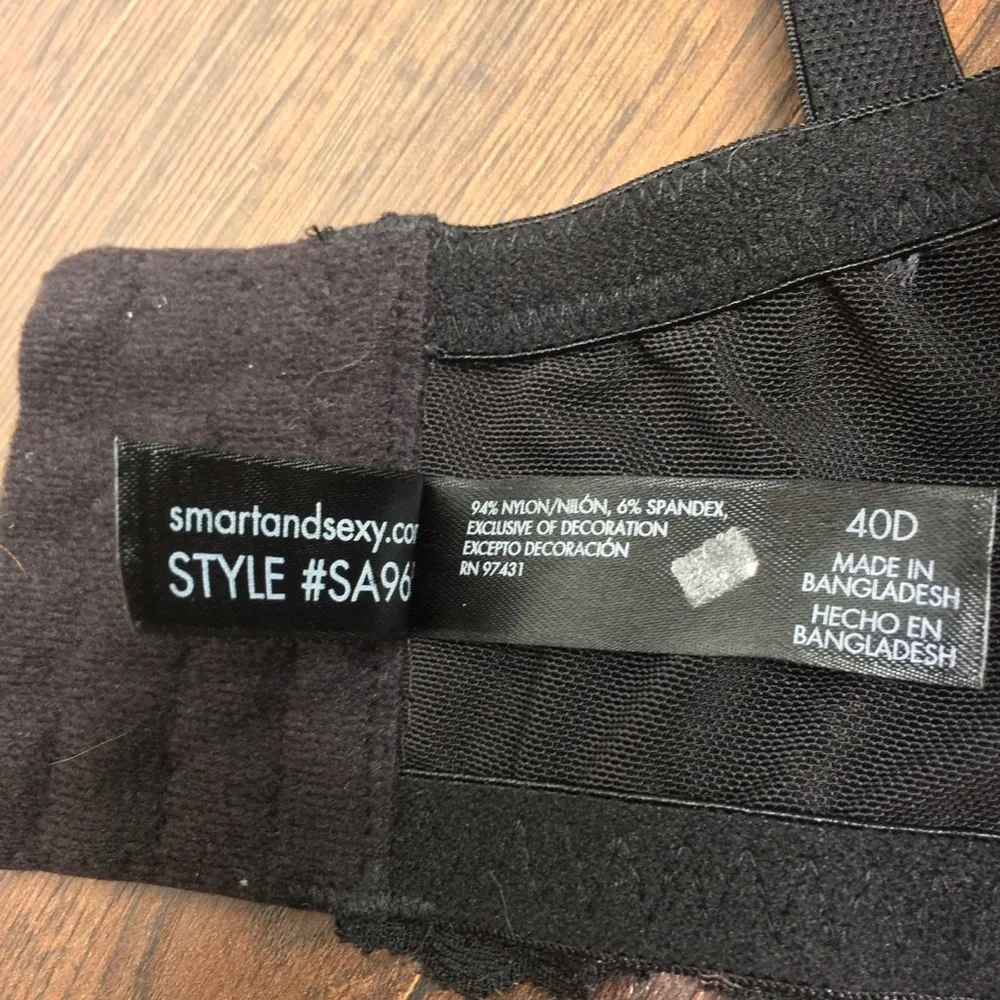 smartandsexy.co
STYLE #SA96
94% NYLON/NILÓN, 6% SPANDEX,
EXCLUSIVE OF DECORATION
EXCEPTO DECORACIÓN
RN 97431
40D
MADE IN
BANGLADESH
HECHO EN
BANGLADESH